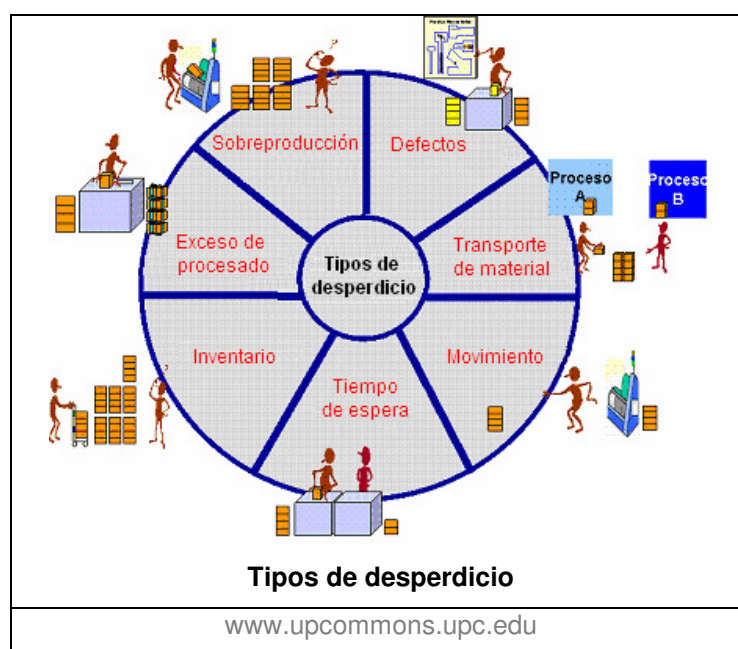 Sobreproducción
Defectos
Proceso
A
Proceso
B
Exceso de
procesado
Tipos de
desperdicio
Transporte
de material
Inventario
Tiempo
de espera
Movimiento
Tipos de desperdicio
www.upcommons.upc.edu